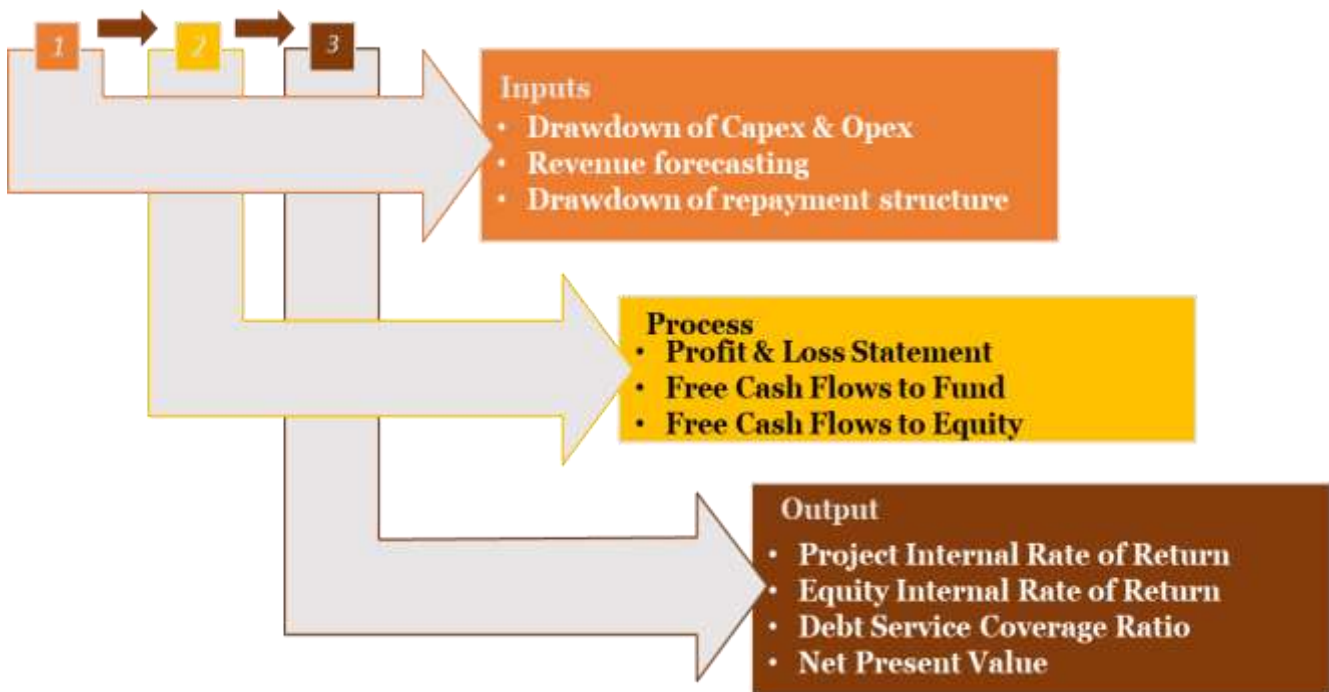 1
2
3
Inputs
• Drawdown of Capex & Opex
• Revenue forecasting
• Drawdown of repayment structure
Process
• Profit & Loss Statement
• Free Cash Flows to Fund
• Free Cash Flows to Equity
Output
• Project Internal Rate of Return
• Equity Internal Rate of Return
• Debt Service Coverage Ratio
• Net Present Value